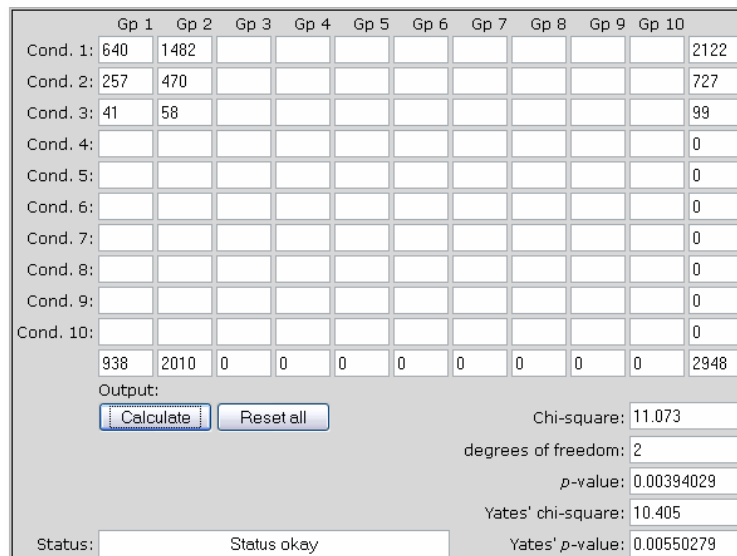 Gp 1 Gp 2 Gp 3 Gp 4 Gp 5 Gp 6 Gp 7 Gp 8 Gp 9 Gp 10
Cond. 1: 640 1482 2122
Cond. 2: 257 470 727
Cond. 3: 41 58 99
Cond. 4: 0
Cond. 5: 0
Cond. 6: 0
Cond. 7: 0
Cond. 8: 0
Cond. 9: 0
Cond. 10: 0
938 2010 0 0 0 0 0 0 0 0 2948
Output:
Calculate Reset all Chi-square: 11.073
degrees of freedom: 2
p-value: 0.00394029
Yates' chi-square: 10.405
Status: Status okay Yates' p-value: 0.00550279